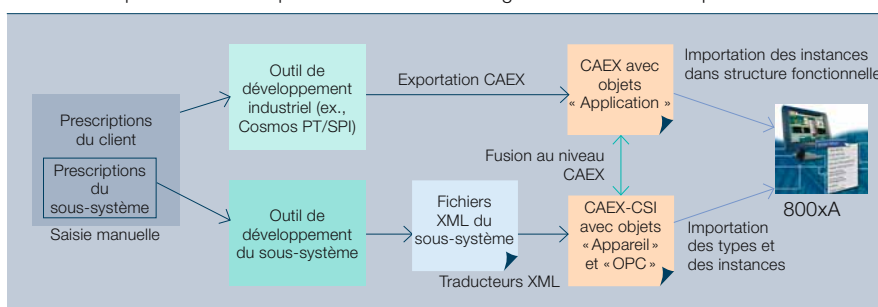 Prescriptions
du client
Prescriptions
du
sous-système
Saisie manuelle
Outil de
développement
industriel (ex.,
Cosmos PT/SPI)
Exportation CAEX
CAEX avec
objets
« Application »
Importation des instances
dans structure fonctionnelle
Fusion au niveau
CAEX
Outil de
développement
du sous-système
Fichiers
XML du
sous-système
Traducteurs XML
CAEX-CSI
avec objets
« Appareil »
et « OPC »
Importation
des types et
des instances
800xA